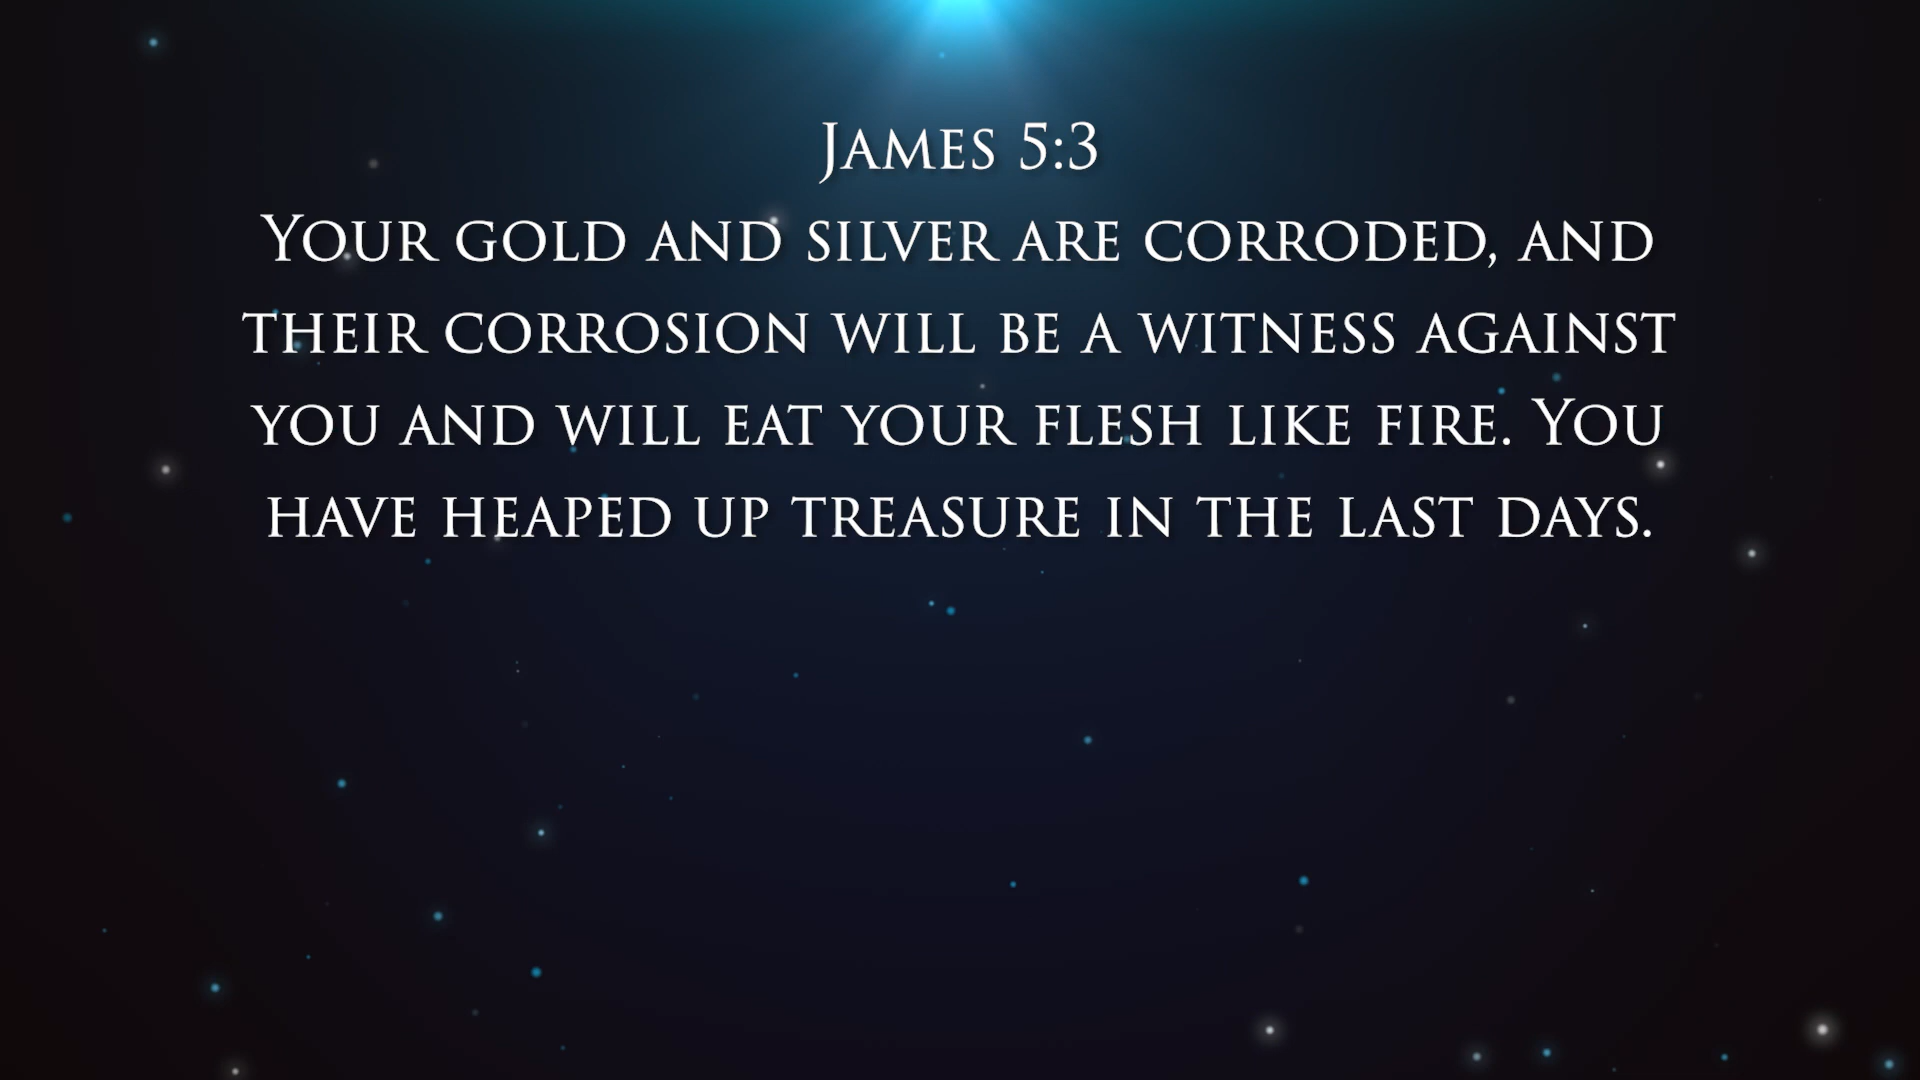 James 5:3
Your gold and silver are corroded, and
their corrosion will be a witness against
you and will eat your flesh like fire. You
have heaped up treasure in the last days.